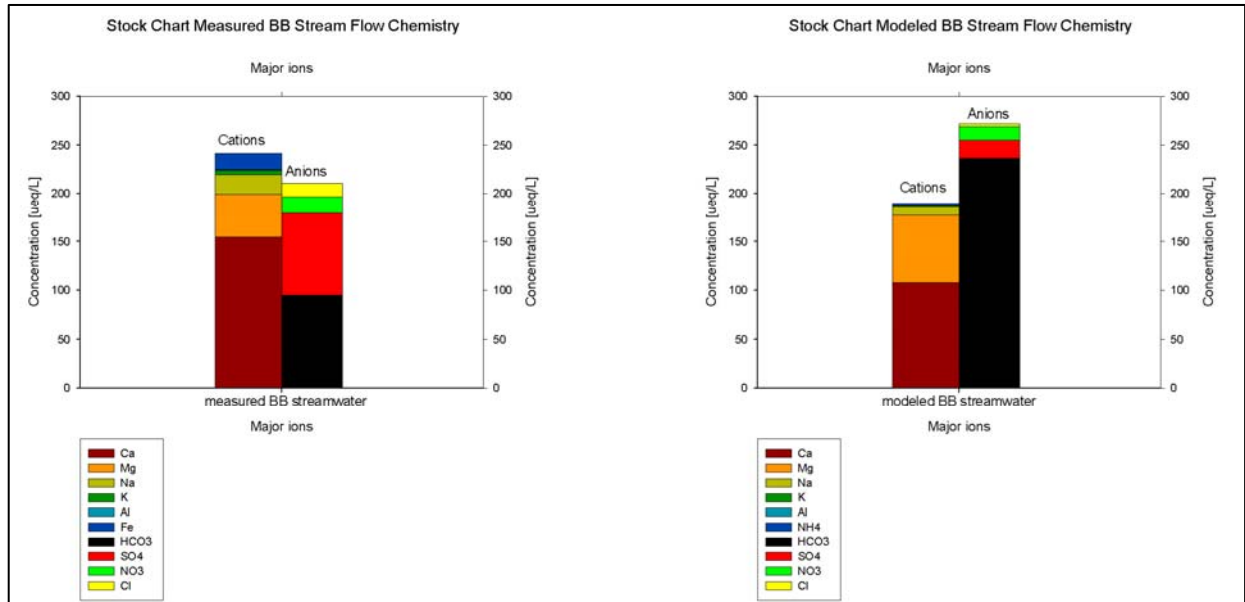 Stock Chart Measured BB Stream Flow Chemistry
Major ions
300
250
200
150
100
50
0
Concentration [ueq/L]
Cations
Anions
300
250
200
150
100
50
0
Concentration [ueq/L]
measured BB streamwater
Major ions
Ca
Mg
Na
K
Al
Fe
HCO3
SO4
NO3
Cl
Stock Chart Modeled BB Stream Flow Chemistry
Major ions
300
250
200
150
100
50
0
Concentration [ueq/L]
Cations
Anions
300
250
200
150
100
50
0
Concentration [ueq/L]
modeled BB streamwater
Major ions
Ca
Mg
Na
K
Al
NH4
HCO3
SO4
NO3
Cl